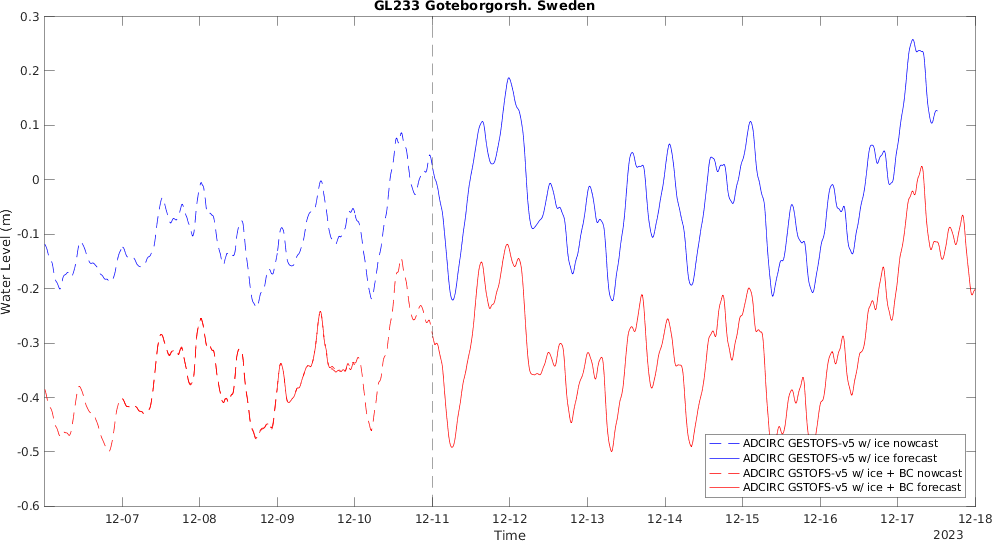 GL233 Goteborgorsh. Sweden
0.3
0.2
0.1
0
-0.1
-0.2
-0.3
-0.4
-0.5
-0.6
Water Level (m)
ADCIRC GESTOFS-v5 w/ ice nowcast
ADCIRC GESTOFS-v5 w/ ice forecast
ADCIRC GSTOFS-v5 w/ ice + BC nowcast
ADCIRC GSTOFS-v5 w/ ice + BC forecast
12-07 12-08 12-09 12-10 12-11 12-12 12-13 12-14 12-15 12-16 12-17 12-18
Time
2023